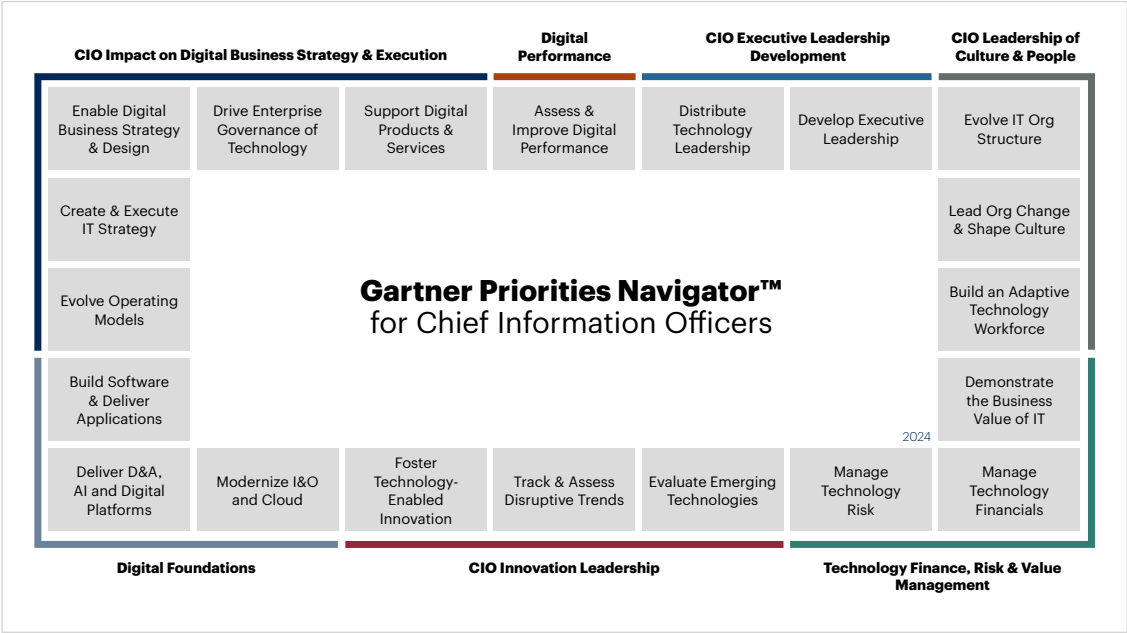 CIO Impact on Digital Business Strategy & Execution
Digital
Performance
CIO Executive Leadership
Development
CIO Leadership of
Culture & People
Enable Digital
Business Strategy
& Design
Drive Enterprise
Governance of
Technology
Support Digital
Products &
Services
Assess &
Improve Digital
Performance
Distribute
Technology
Leadership
Develop Executive
Leadership
Evolve IT Org
Structure
Create & Execute
IT Strategy
Lead Org Change
& Shape Culture
Evolve Operating
Models
Gartner Priorities Navigator™
for Chief Information Officers
Build an Adaptive
Technology
Workforce
Build Software
& Deliver
Applications
Demonstrate
the Business
Value of IT
2024
Deliver D&A,
AI and Digital
Platforms
Modernize I&O
and Cloud
Foster
Technology-
Enabled
Innovation
Track & Assess
Disruptive Trends
Evaluate Emerging
Technologies
Manage
Technology
Risk
Manage
Technology
Financials
Digital Foundations
CIO Innovation Leadership
Technology Finance, Risk & Value
Management